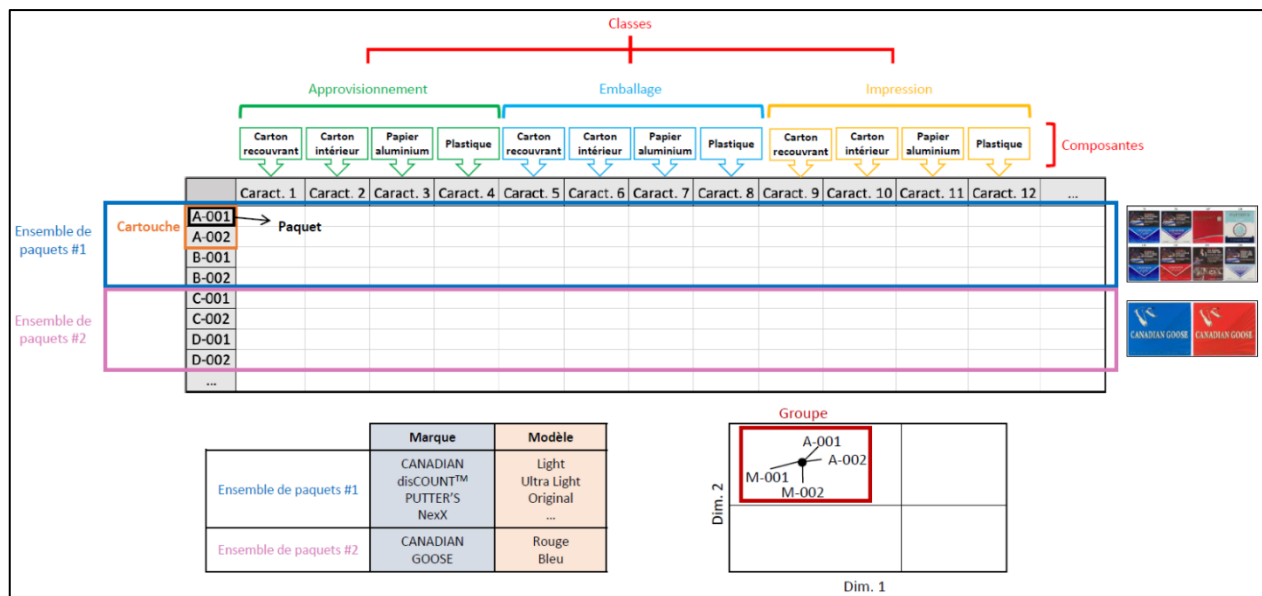 Classes
Approvisionnement Emballage Impression
Carton recouvrant Carton intérieur Papier aluminium Plastique Carton recouvrant Carton intérieur Papier aluminium Plastique Carton recouvrant Carton intérieur Papier aluminium Plastique
Composantes
Caract. 1 Caract. 2 Caract. 3 Caract. 4 Caract. 5 Caract. 6 Caract. 7 Caract. 8 Caract. 9 Caract. 10 Caract. 11 Caract. 12 ...
Ensemble de
paquets #1
Cartouche
A-001
Paquet
A-002
B-001
B-002
Ensemble de
paquets #2
C-001
C-002
D-001
D-002
...
CANADIAN GOOSE CANADIAN GOOSE
Marque Modèle
Ensemble de paquets #1
CANADIAN Light
disCOUNT™ Ultra Light
PUTTER'S Original
NexX ...
Ensemble de paquets #2
CANADIAN Rouge
GOOSE Bleu
Groupe
A-001
A-002
M-001
M-002
Dim. 2
Dim. 1